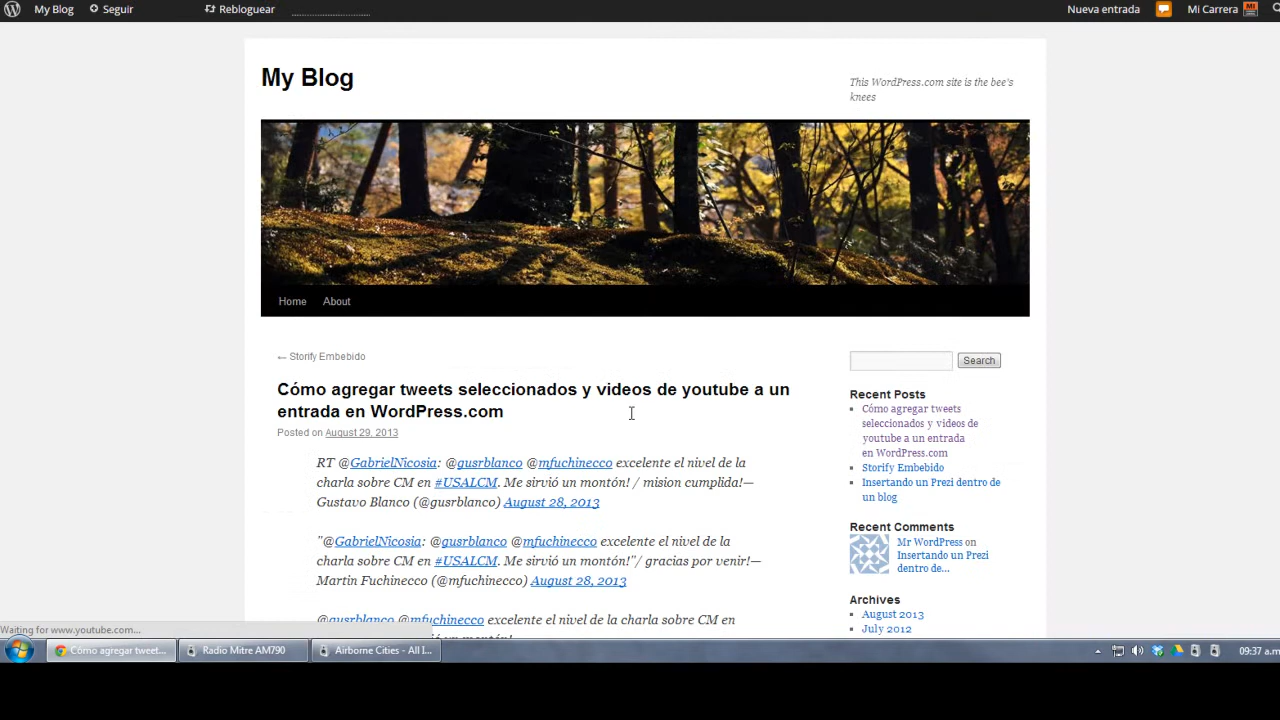 My Blog Seguir Rebloguear Nueva entrada Mi Carrera MI
My Blog
This WordPress.com site is the bee's
knees
Home About
← Storify Embebido
Cómo agregar tweets seleccionados y videos de youtube a un
entrada en WordPress.com
Posted on August 29, 2013
RT @GabrielNicosia: @gusrblanco @mfuchinecco excelente el nivel de la
charla sobre CM en #USALCM. Me sirvió un montón! / mision cumplida!—
Gustavo Blanco (@gusrblanco) August 28, 2013
"@GabrielNicosia: @gusrblanco @mfuchinecco excelente el nivel de la
charla sobre CM en #USALCM. Me sirvió un montón!"/ gracias por venir!—
Martin Fuchinecco (@mfuchinecco) August 28, 2013
@gusrblanco @mfuchinecco excelente el nivel de la charla sobre CM en
Search
Recent Posts
Cómo agregar tweets
seleccionados y videos de
youtube a un entrada
en WordPress.com
Storify Embebido
Insertando un Prezi dentro de
un blog
Recent Comments
Mr WordPress on
Insertando un Prezi
dentro de…
Archives
August 2013
July 2012
Waiting for www.youtube.com...
Cómo agregar tweet... Radio Mitre AM790 Airborne Cities - All I... 09:37 a.m